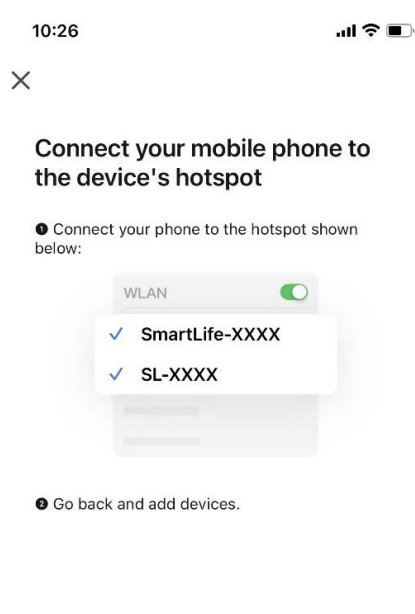 10:26
Connect your mobile phone to
the device's hotspot
❶ Connect your phone to the hotspot shown
below:
WLAN
SmartLife-XXXX
SL-XXXX
❷ Go back and add devices.